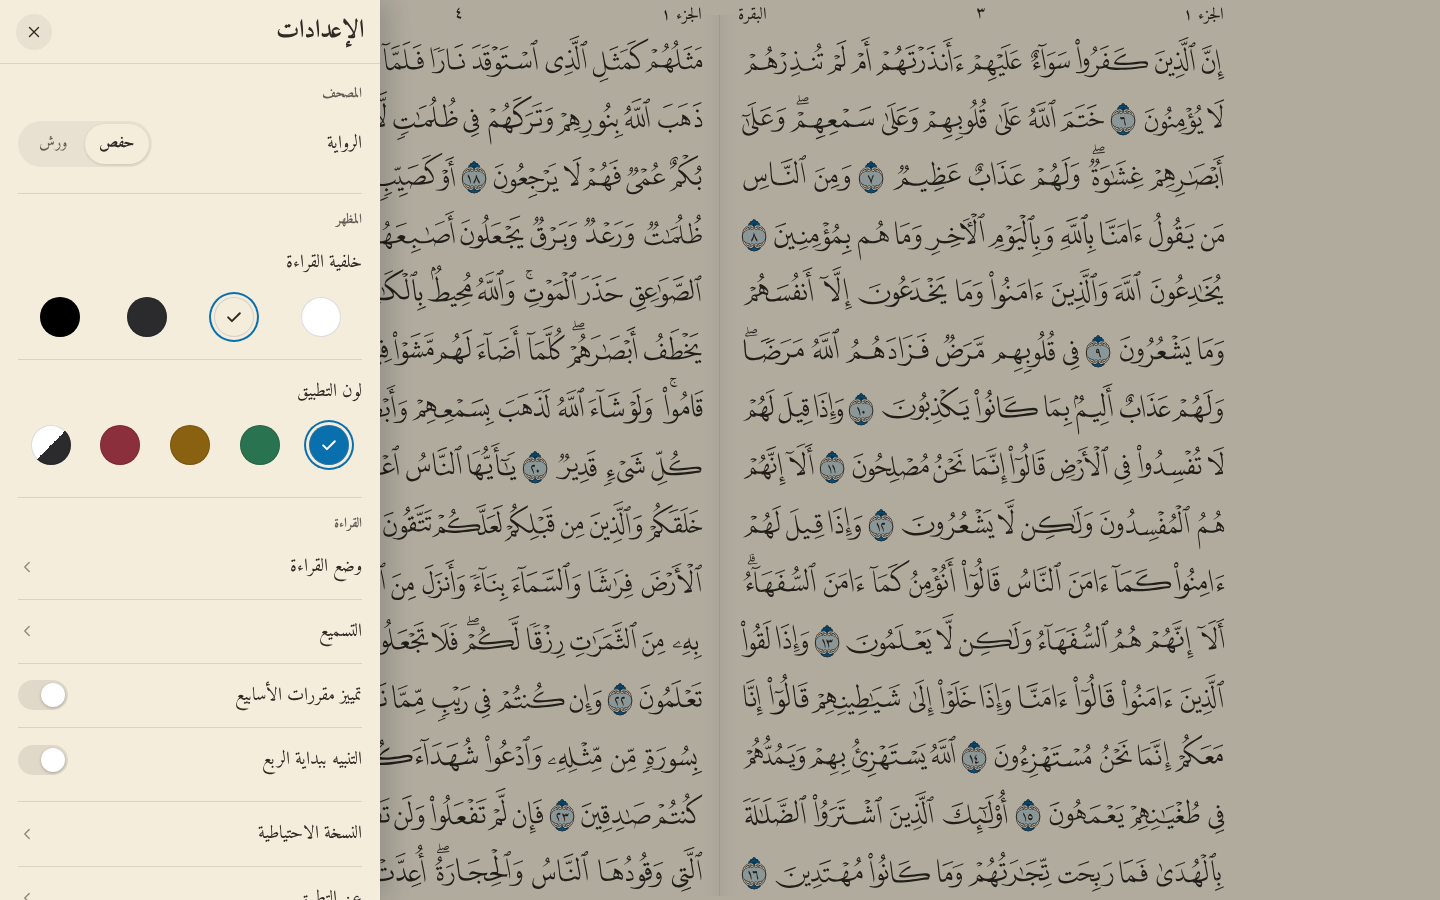 الإعدادات
المصحف
الرواية
حفص
ورش
المظهر
خلفية القراءة
لون التطبيق
القراءة
وضع القراءة
التسميع
تمييز مقررات الأسابيع
التنبيه ببداية الربع
النسخة الاحتياطية
الجزء ١
٣
البقرة
إِنَّ ٱلَّذِينَ كَفَرُوا۟ سَوَآءٌ عَلَيْهِمْ ءَأَنذَرْتَهُمْ أَمْ لَمْ تُنذِرْهُمْ
لَا يُؤْمِنُونَ ٦ خَتَمَ ٱللَّهُ عَلَىٰ قُلُوبِهِمْ وَعَلَىٰ سَمْعِهِمْ ۖ وَعَلَىٰٓ
أَبْصَـٰرِهِمْ غِشَـٰوَةٌ ۖ وَلَهُمْ عَذَابٌ عَظِيمٌ ٧ وَمِنَ ٱلنَّاسِ
مَن يَقُولُ ءَامَنَّا بِٱللَّهِ وَبِٱلْيَوْمِ ٱلْـَٔاخِرِ وَمَا هُم بِمُؤْمِنِينَ ٨
يُخَـٰدِعُونَ ٱللَّهَ وَٱلَّذِينَ ءَامَنُوا۟ وَمَا يَخْدَعُونَ إِلَّآ أَنفُسَهُمْ
وَمَا يَشْعُرُونَ ٩ فِى قُلُوبِهِم مَّرَضٌ فَزَادَهُمُ ٱللَّهُ مَرَضًا ۖ
وَلَهُمْ عَذَابٌ أَلِيمٌۢ بِمَا كَانُوا۟ يَكْذِبُونَ ١٠ وَإِذَا قِيلَ لَهُمْ
لَا تُفْسِدُوا۟ فِى ٱلْأَرْضِ قَالُوٓا۟ إِنَّمَا نَحْنُ مُصْلِحُونَ ١١ أَلَآ إِنَّهُمْ
هُمُ ٱلْمُفْسِدُونَ وَلَـٰكِن لَّا يَشْعُرُونَ ١٢ وَإِذَا قِيلَ لَهُمْ
ءَامِنُوا۟ كَمَآ ءَامَنَ ٱلنَّاسُ قَالُوٓا۟ أَنُؤْمِنُ كَمَآ ءَامَنَ ٱلسُّفَهَآءُ ۗ
أَلَآ إِنَّهُمْ هُمُ ٱلسُّفَهَآءُ وَلَـٰكِن لَّا يَعْلَمُونَ ١٣ وَإِذَا لَقُوا۟
ٱلَّذِينَ ءَامَنُوا۟ قَالُوٓا۟ ءَامَنَّا وَإِذَا خَلَوْا۟ إِلَىٰ شَيَـٰطِينِهِمْ قَالُوٓا۟ إِنَّا
مَعَكُمْ إِنَّمَا نَحْنُ مُسْتَهْزِءُونَ ١٤ ٱللَّهُ يَسْتَهْزِئُ بِهِمْ وَيَمُدُّهُمْ
فِى طُغْيَـٰنِهِمْ يَعْمَهُونَ ١٥ أُو۟لَـٰٓئِكَ ٱلَّذِينَ ٱشْتَرَوُا۟ ٱلضَّلَـٰلَةَ
بِٱلْهُدَىٰ فَمَا رَبِحَت تِّجَـٰرَتُهُمْ وَمَا كَانُوا۟ مُهْتَدِينَ ١٦
الجزء ١
٤
مَثَلُهُمْ كَمَثَلِ ٱلَّذِى ٱسْتَوْقَدَ نَارًا فَلَمَّآ
ذَهَبَ ٱللَّهُ بِنُورِهِمْ وَتَرَكَهُمْ فِى ظُلُمَـٰتٍ
بُكْمٌ عُمْىٌ فَهُمْ لَا يَرْجِعُونَ ١٨ أَوْ كَصَيِّبٍ
ظُلُمَـٰتٌ وَرَعْدٌ وَبَرْقٌ يَجْعَلُونَ
ٱلصَّوَٰعِقِ حَذَرَ ٱلْمَوْتِ ۚ وَٱللَّهُ مُحِيطٌۢ
يَخْطَفُ أَبْصَـٰرَهُمْ ۖ كُلَّمَآ أَضَآءَ لَهُم مَّشَوْا۟
قَامُوا۟ ۚ وَلَوْ شَآءَ ٱللَّهُ لَذَهَبَ بِسَمْعِهِمْ
كُلِّ شَىْءٍ قَدِيرٌ ٢٠ يَـٰٓأَيُّهَا ٱلنَّاسُ
خَلَقَكُمْ وَٱلَّذِينَ مِن قَبْلِكُمْ لَعَلَّكُمْ تَتَّقُونَ
ٱلْأَرْضَ فِرَٰشًا وَٱلسَّمَآءَ بِنَآءً وَأَنزَلَ مِنَ
بِهِۦ مِنَ ٱلثَّمَرَٰتِ رِزْقًا لَّكُمْ ۖ فَلَا
تَعْلَمُونَ ٢٢ وَإِن كُنتُمْ فِى رَيْبٍ مِّمَّا
بِسُورَةٍ مِّن مِّثْلِهِۦ وَٱدْعُوا۟
كُنتُمْ صَـٰدِقِينَ ٢٣ فَإِن لَّمْ تَفْعَلُوا۟ وَلَن
ٱلَّتِى وَقُودُهَا ٱلنَّاسُ وَٱلْحِجَارَةُ ۖ أُعِدَّتْ